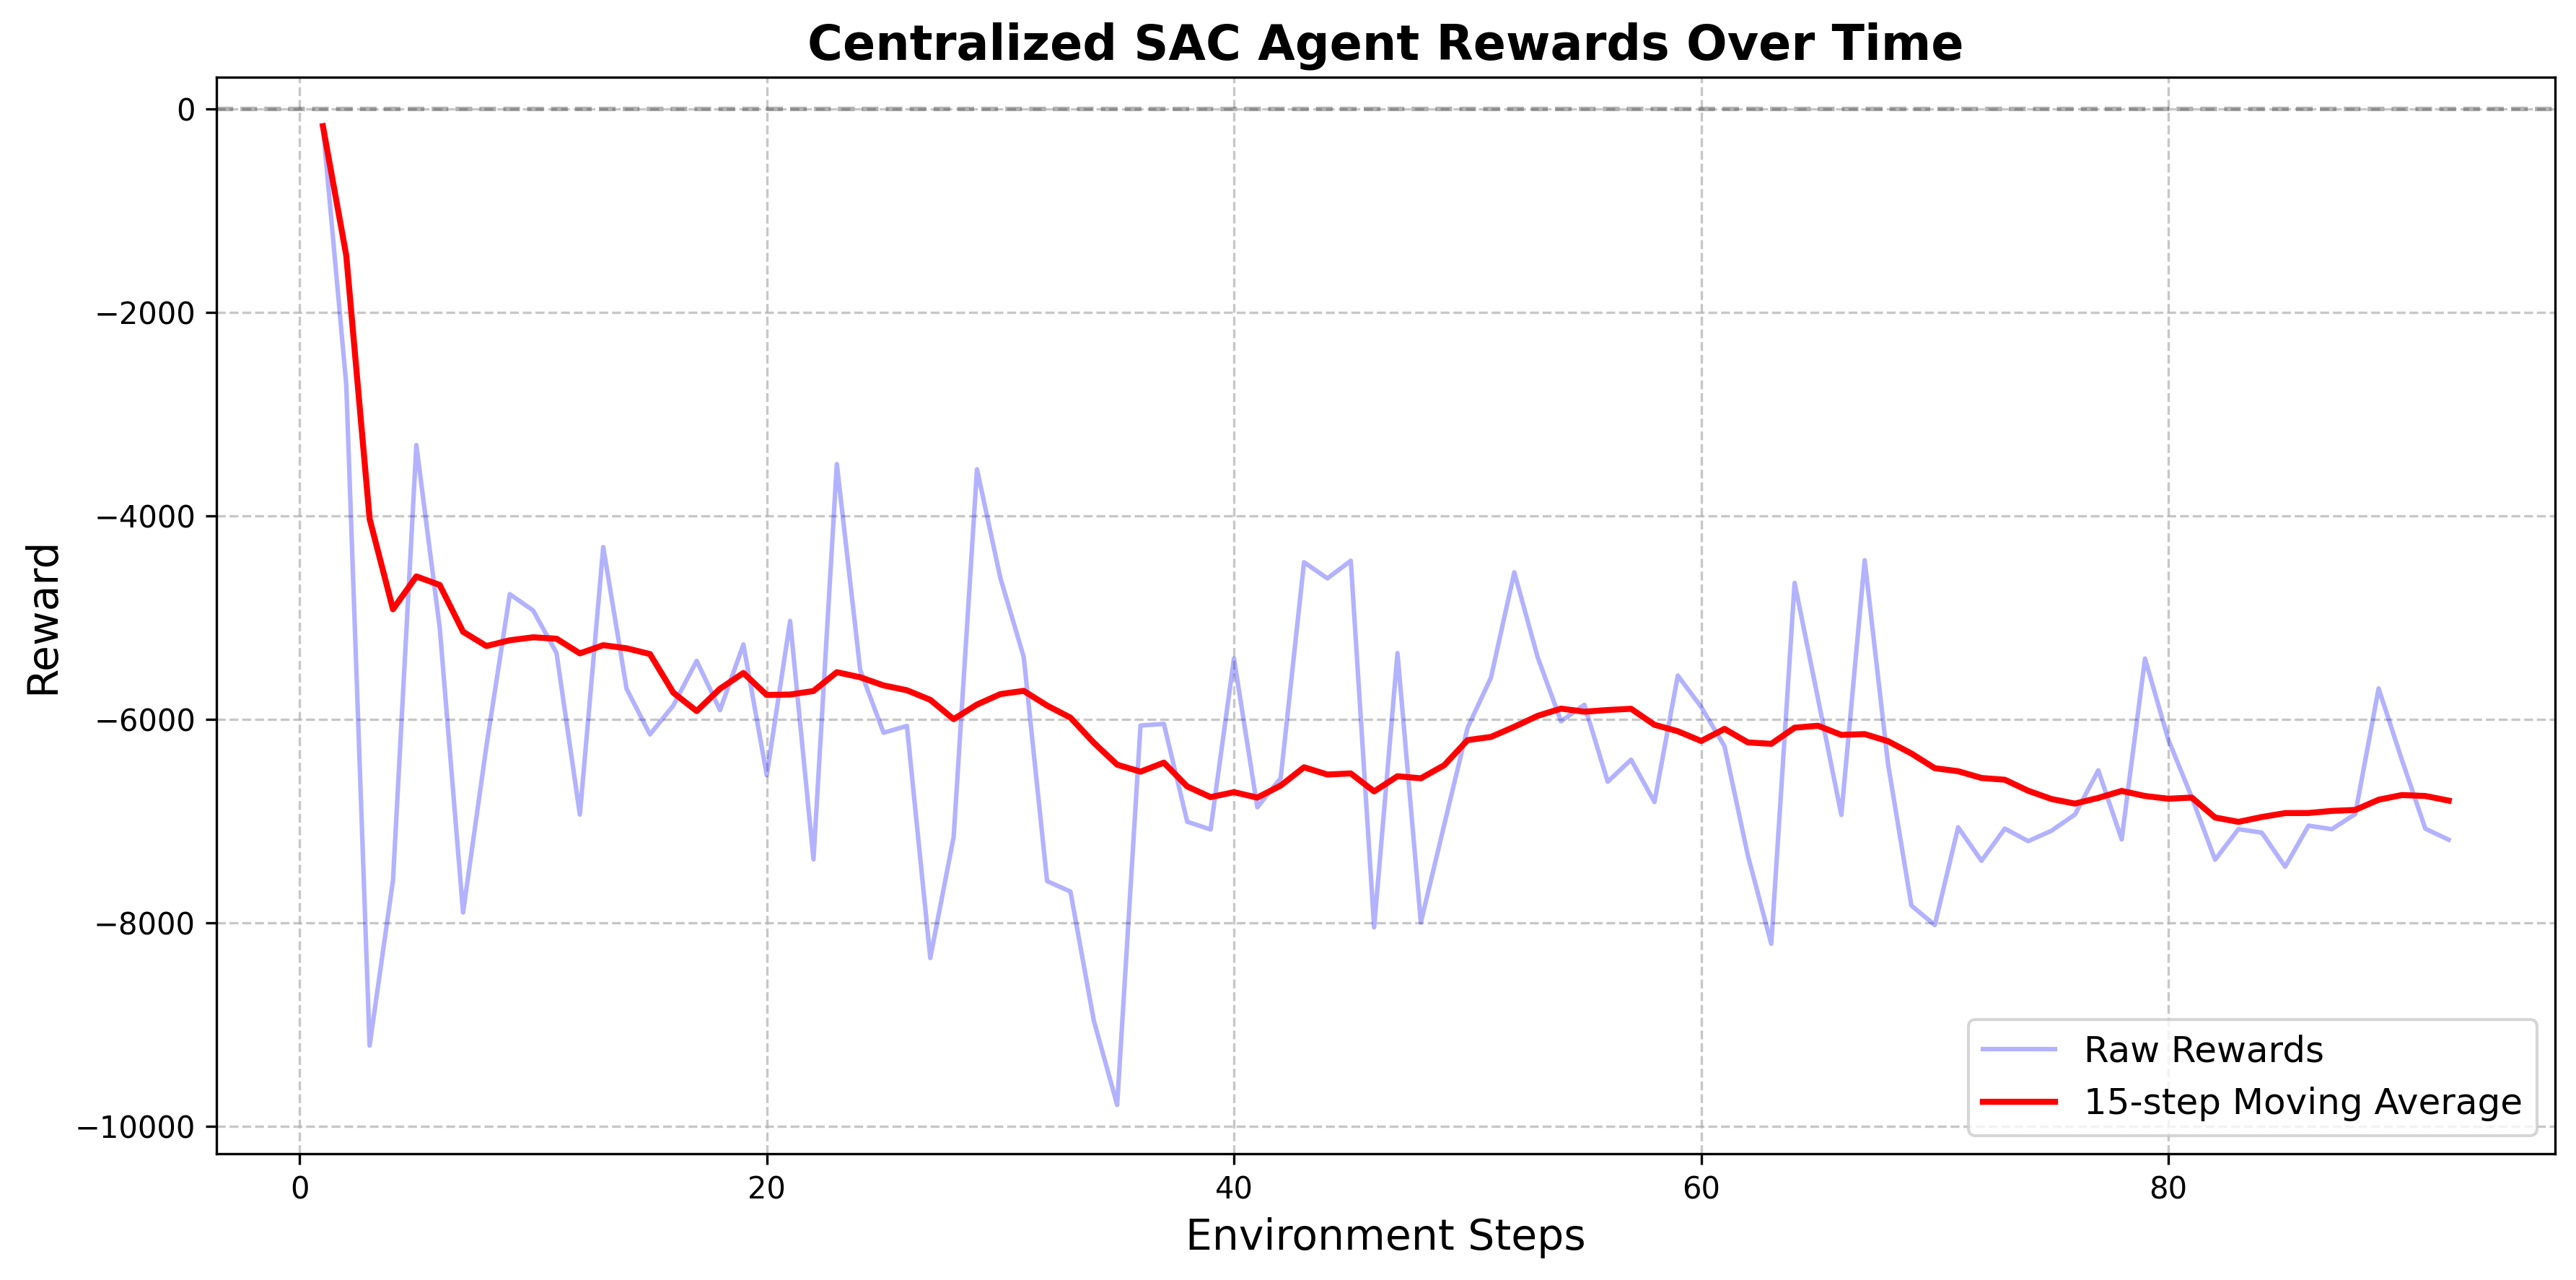 Centralized SAC Agent Rewards Over Time
Reward
0
−2000
−4000
−6000
−8000
−10000
0 20 40 60 80
Environment Steps
Raw Rewards
15-step Moving Average